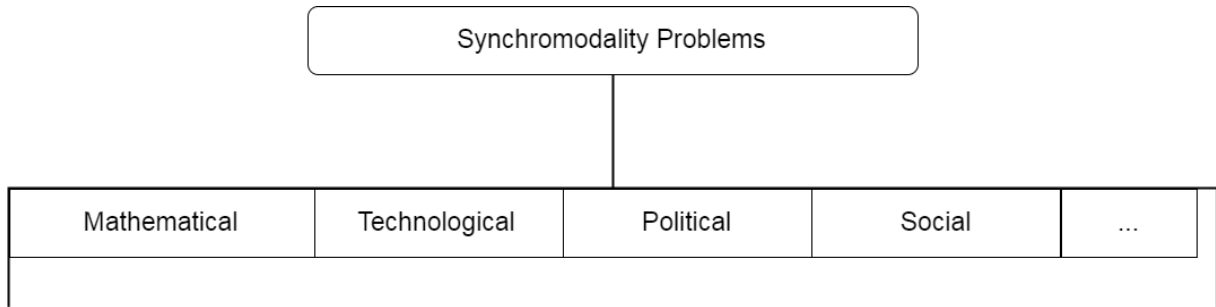 Synchromodality Problems
Mathematical
Technological
Political
Social
...